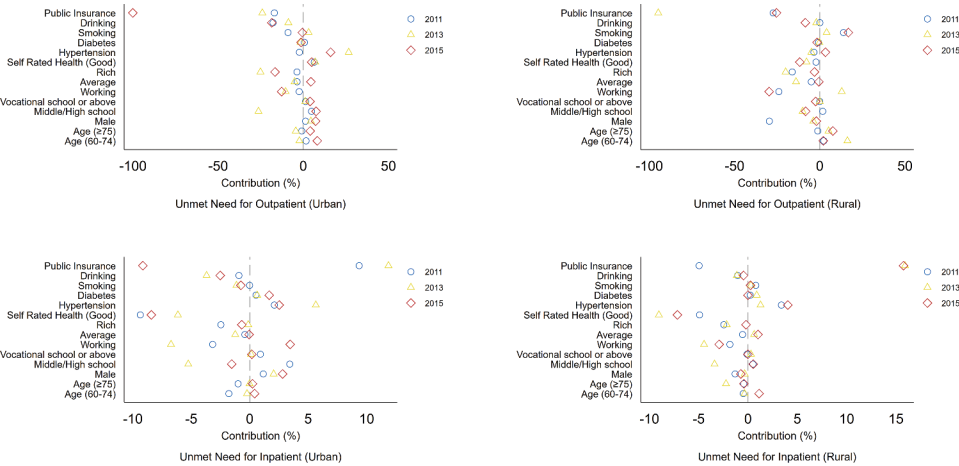 Public Insurance
Drinking
Smoking
Diabetes
Hypertension
Self Rated Health (Good)
Rich
Average
Working
Vocational school or above
Middle/High school
Male
Age (≥75)
Age (60-74)
-100 -50 0 50
Contribution (%)
Unmet Need for Outpatient (Urban)
2011
2013
2015
Public Insurance
Drinking
Smoking
Diabetes
Hypertension
Self Rated Health (Good)
Rich
Average
Working
Vocational school or above
Middle/High school
Male
Age (≥75)
Age (60-74)
-100 -50 0 50
Contribution (%)
Unmet Need for Outpatient (Rural)
2011
2013
2015
Public Insurance
Drinking
Smoking
Diabetes
Hypertension
Self Rated Health (Good)
Rich
Average
Working
Vocational school or above
Middle/High school
Male
Age (≥75)
Age (60-74)
-10 -5 0 5 10
Contribution (%)
Unmet Need for Inpatient (Urban)
2011
2013
2015
Public Insurance
Drinking
Smoking
Diabetes
Hypertension
Self Rated Health (Good)
Rich
Average
Working
Vocational school or above
Middle/High school
Male
Age (≥75)
Age (60-74)
-10 -5 0 5 10 15
Contribution (%)
Unmet Need for Inpatient (Rural)
2011
2013
2015